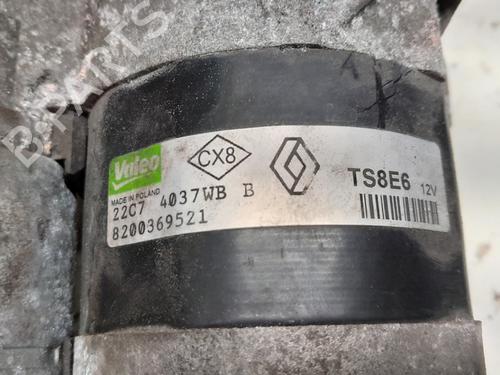 B-PARTS
Valeo
CX8
MADE IN POLAND
22C7 4037WB B
8200369521
TS8E6 12V